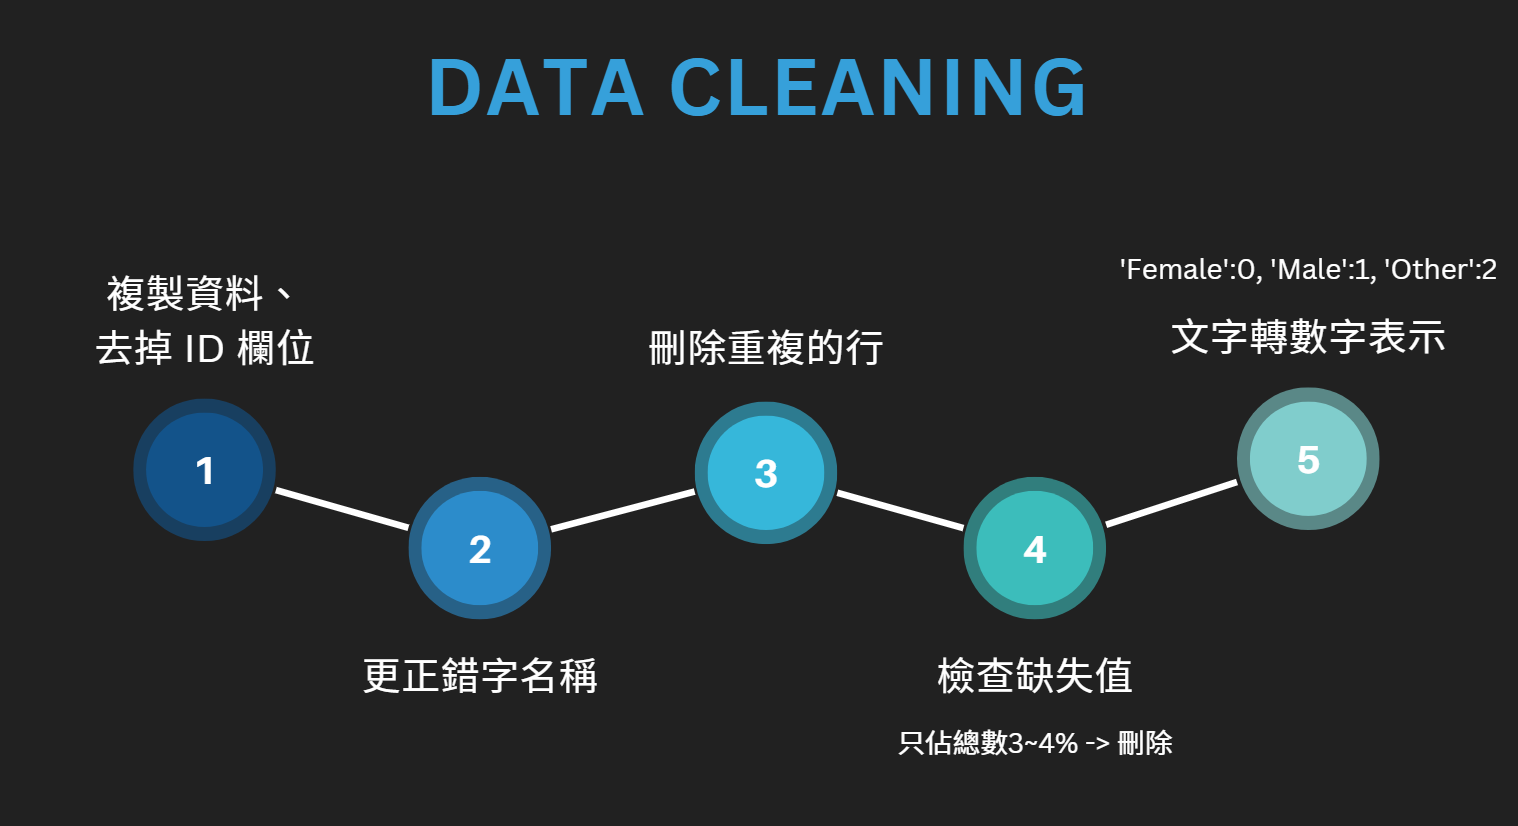 DATA CLEANING
複製資料、
去掉 ID 欄位
1
更正錯字名稱
2
刪除重複的行
3
檢查缺失值
只佔總數3~4% -> 刪除
4
'Female':0, 'Male':1, 'Other':2
文字轉數字表示
5